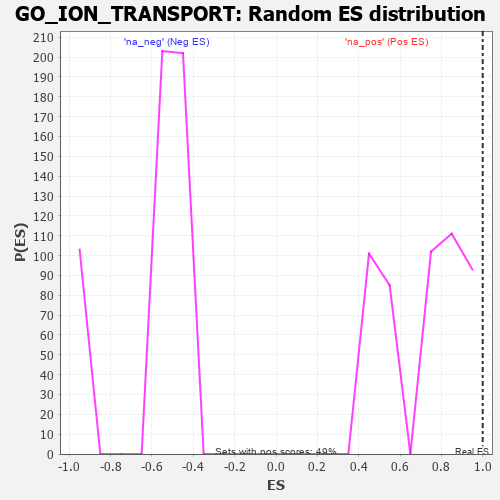 GO_ION_TRANSPORT: Random ES distribution
'na_neg' (Neg ES)
'na_pos' (Pos ES)
210
200
190
180
170
160
150
140
130
120
110
100
90
80
70
60
50
40
30
20
10
0
P(ES)
Sets with pos scores: 49%
Real ES
-1.0 -0.8 -0.6 -0.4 -0.2 0.0 0.2 0.4 0.6 0.8 1.0
ES